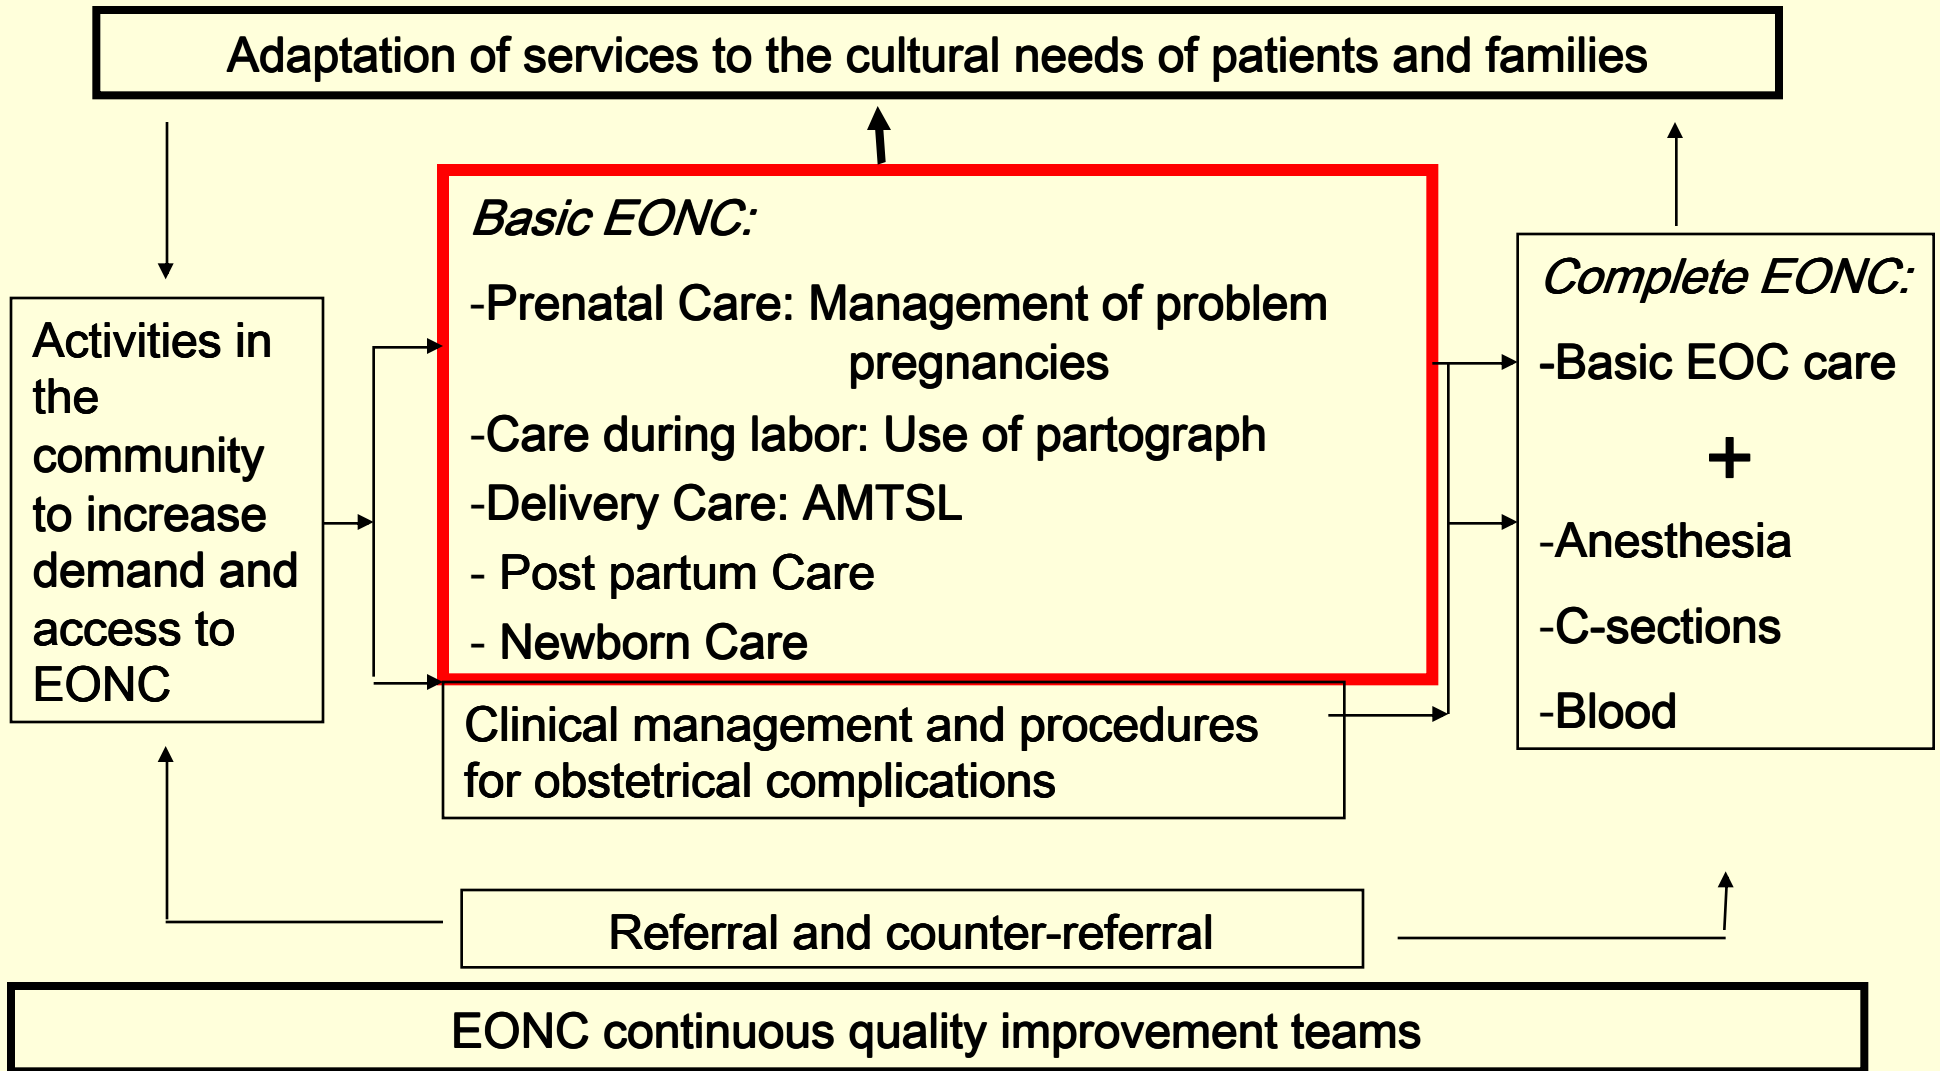 Adaptation of services to the cultural needs of patients and families
Activities in
the
community
to increase
demand and
access to
EONC
Basic EONC:
-Prenatal Care: Management of problem
pregnancies
-Care during labor: Use of partograph
-Delivery Care: AMTSL
- Post partum Care
- Newborn Care
Clinical management and procedures
for obstetrical complications
Complete EONC:
-Basic EOC care
+
-Anesthesia
-C-sections
-Blood
Referral and counter-referral
EONC continuous quality improvement teams